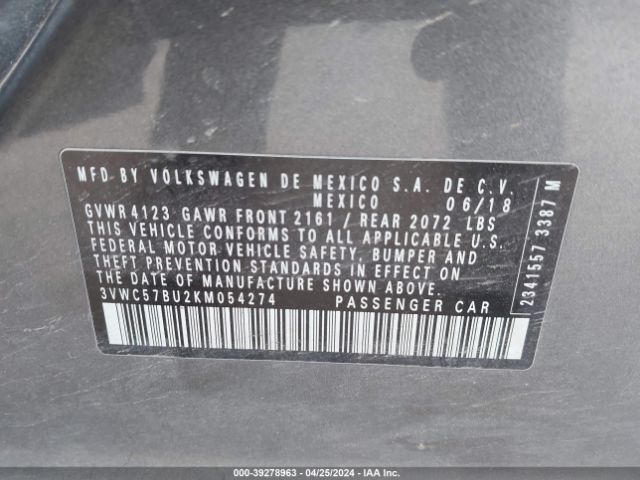 MFD BY VOLKSWAGEN DE MEXICO S.A. DE C.V.
MEXICO 06/18
GVWR 4123 GAWR FRONT 2161 / REAR 2072 LBS
THIS VEHICLE CONFORMS TO ALL APPLICABLE U.S.
FEDERAL MOTOR VEHICLE SAFETY, BUMPER AND
THEFT PREVENTION STANDARDS IN EFFECT ON
THE DATE OF MANUFACTURE SHOWN ABOVE.
3VWC57BU2KM054274 PASSENGER CAR
2341557 3387 M
000-39278963 - 04/25/2024 - IAA Inc.